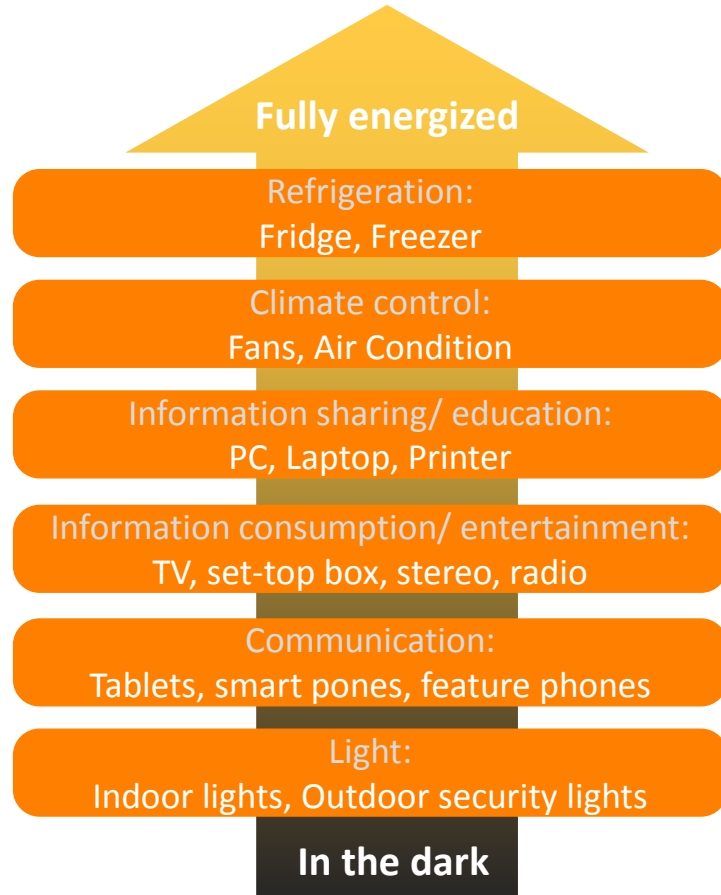 Fully energized
Refrigeration:
Fridge, Freezer
Climate control:
Fans, Air Condition
Information sharing/ education:
PC, Laptop, Printer
Information consumption/ entertainment:
TV, set-top box, stereo, radio
Communication:
Tablets, smart pones, feature phones
Light:
Indoor lights, Outdoor security lights
In the dark